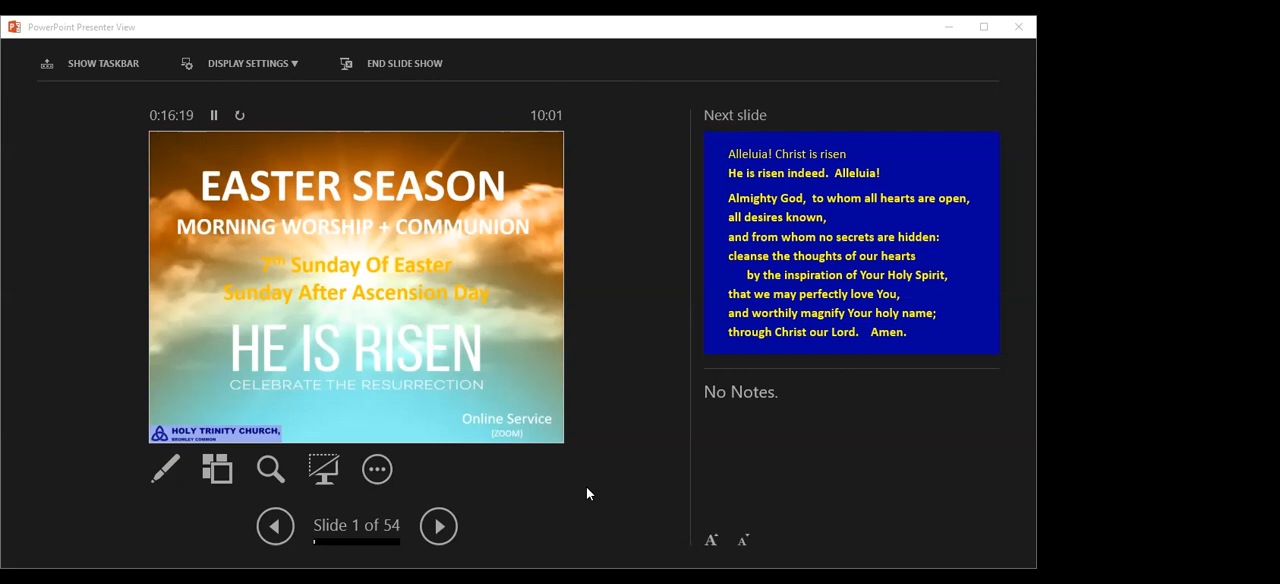 PowerPoint Presenter View
SHOW TASKBAR
DISPLAY SETTINGS ▼
END SLIDE SHOW
0:16:19
10:01
EASTER SEASON
MORNING WORSHIP + COMMUNION
7th Sunday Of Easter
Sunday After Ascension Day
HE IS RISEN
CELEBRATE THE RESURRECTION
Online Service
(ZOOM)
HOLY TRINITY CHURCH,
BROMLEY COMMON
Slide 1 of 54
Next slide
Alleluia! Christ is risen
He is risen indeed. Alleluia!
Almighty God, to whom all hearts are open,
all desires known,
and from whom no secrets are hidden:
cleanse the thoughts of our hearts
by the inspiration of Your Holy Spirit,
that we may perfectly love You,
and worthily magnify Your holy name;
through Christ our Lord. Amen.
No Notes.
A A